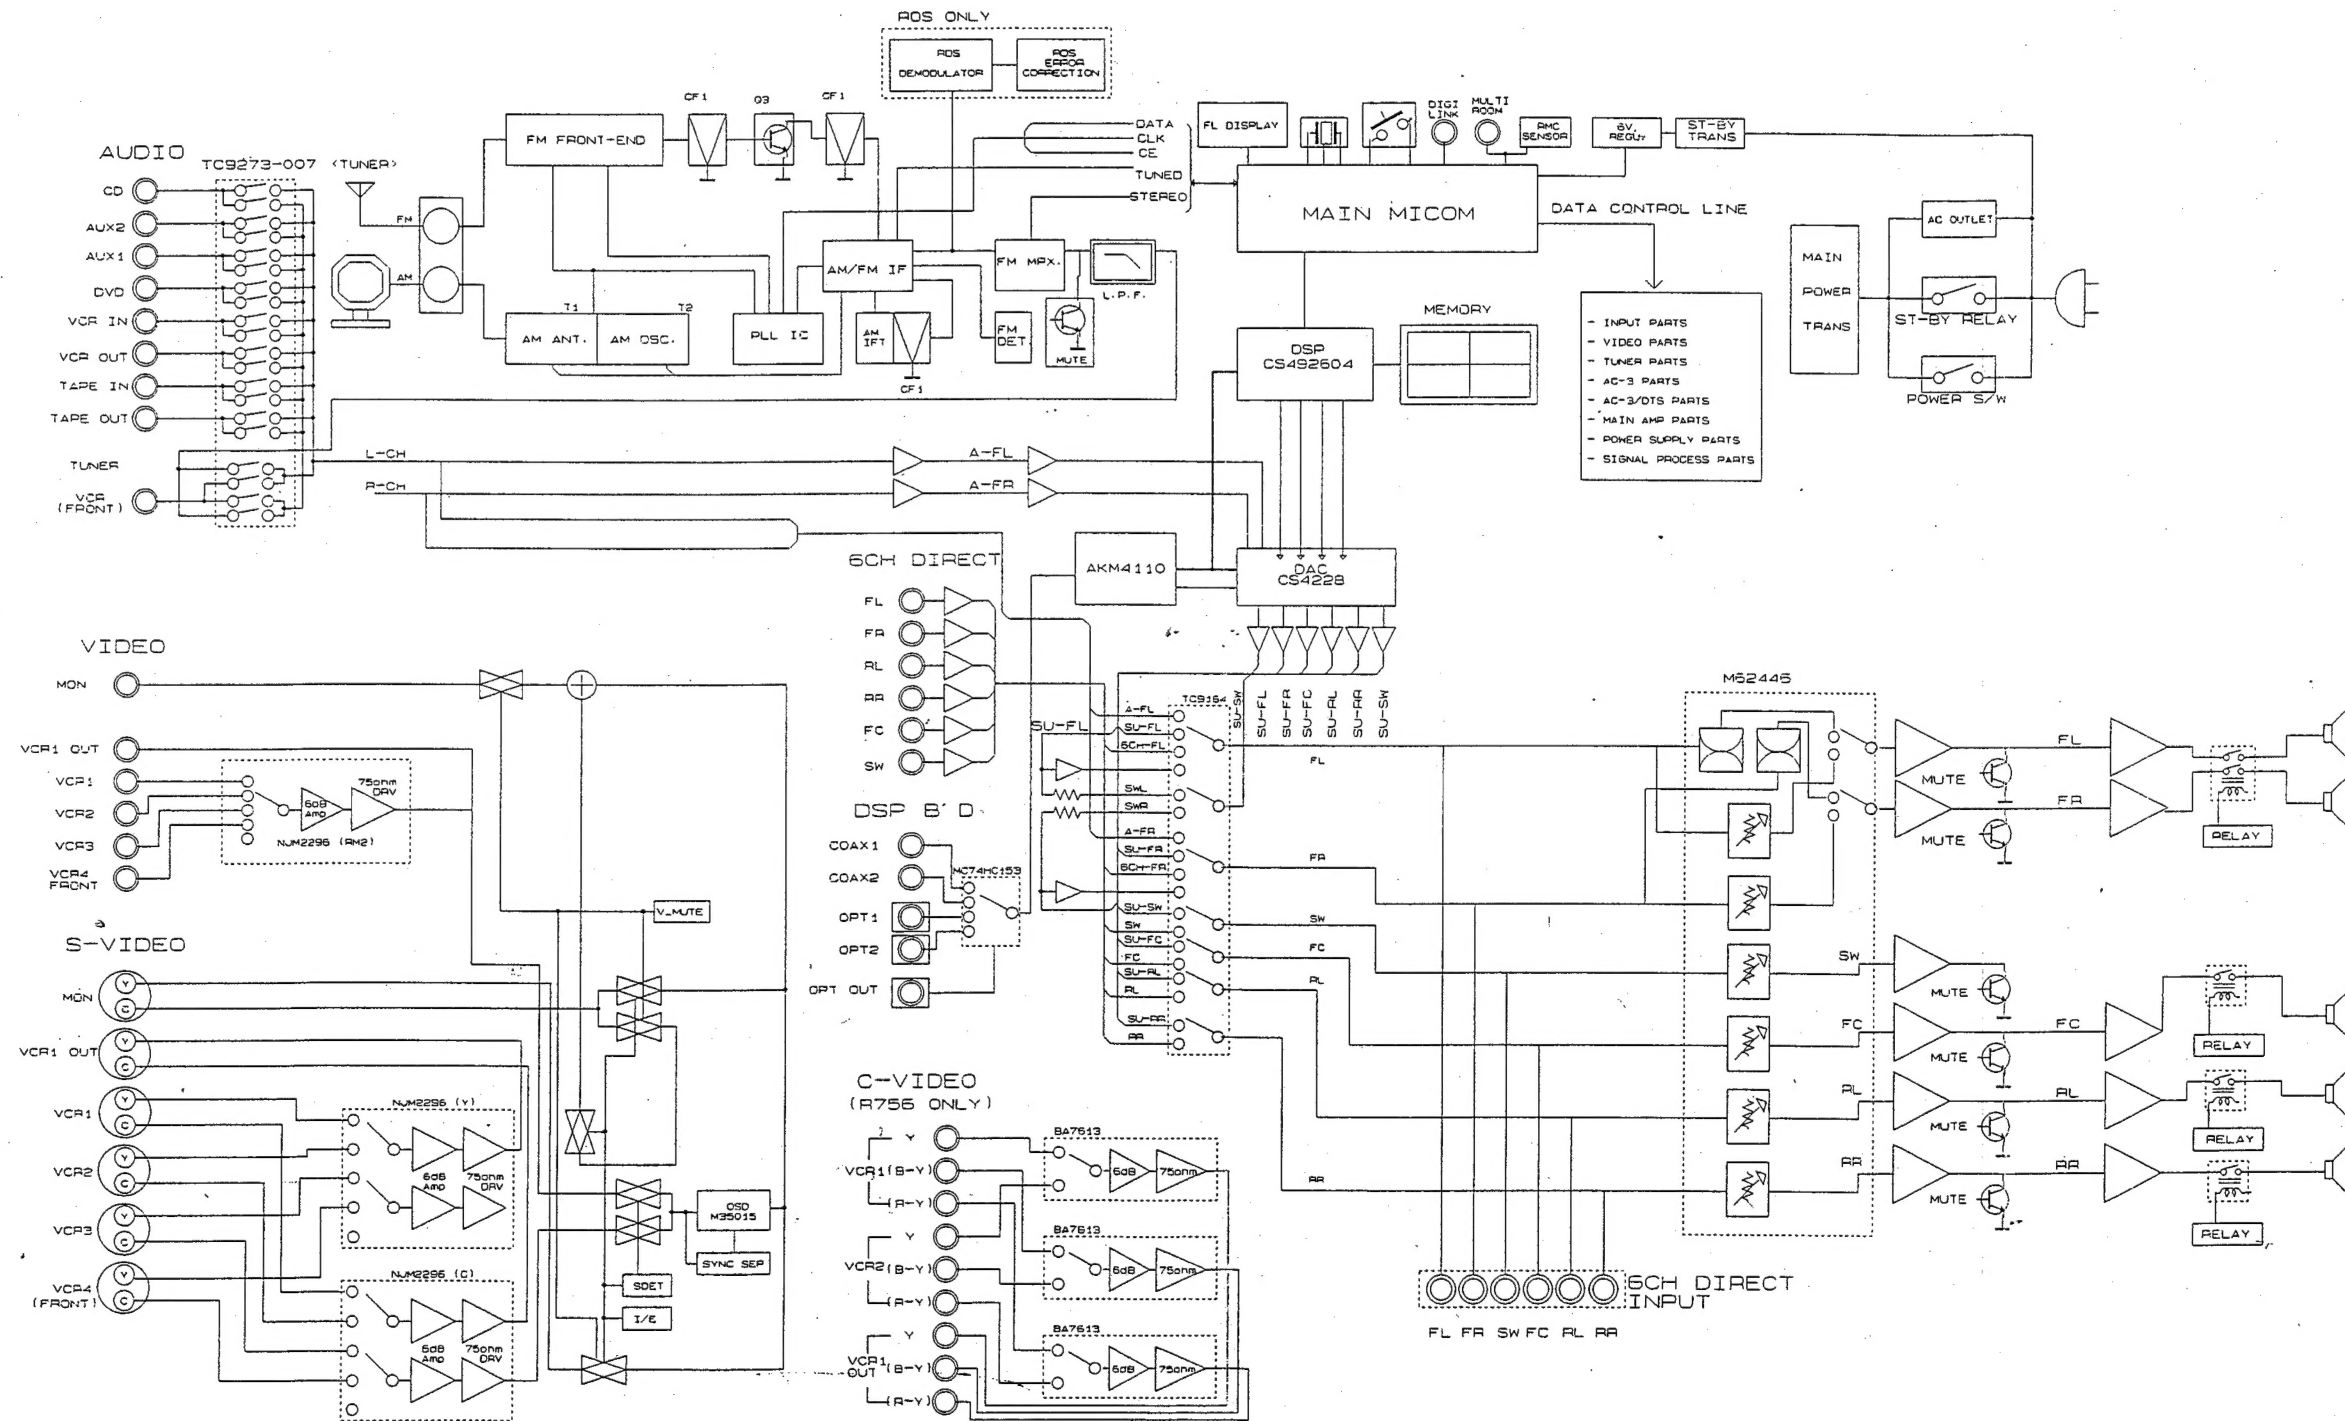 RDS ONLY
RDS
DEMODULATOR
RDS
ERROR
CORRECTION
CF1
Q3
CF1
FM FRONT-END
DATA
CLK
CE
TUNED
STEREO
FL DISPLAY
DIGI
LINK
MULTI
ROOM
RMC
SENSOR
6V.
REGU7
ST-BY
TRANS
AUDIO
TC9273-007
(TUNER)
CD
AUX2
AUX1
DVD
VCR IN
VCR OUT
TAPE IN
TAPE OUT
TUNER
VCR
(FRONT)
FM
AM
MAIN MICOM
DATA CONTROL LINE
MAIN
POWER
TRANS
AC OUTLET
ST-BY RELAY
POWER S/W
AM/FM IF
FM MPX.
L.P.F.
T1
T2
AM ANT.
AM OSC.
PLL IC
AM
IFT
CF1
FM
DET
MUTE
DSP
CS492604
MEMORY
- INPUT PARTS
- VIDEO PARTS
- TUNER PARTS
- AC-3 PARTS
- AC-3/DTS PARTS
- MAIN AMP PARTS
- POWER SUPPLY PARTS
- SIGNAL PROCESS PARTS
L-CH
A-FL
R-CH
A-FR
AKM4110
DAC
CS4228
6CH DIRECT
FL
FR
RL
RR
FC
SW
SU-SW
SU-FL
SU-FR
SU-FC
SU-RL
SU-RR
SU-SW
VIDEO
MON
VCR1 OUT
VCR1
VCR2
VCR3
VCR4
FRONT
6dB
Amp
75ohm
DRV
NJM2296 (RM2)
V_MUTE
DSP B'D
COAX1
COAX2
OPT1
OPT2
OPT OUT
MC74HC153
TC9164
SU-FL
A-FL
SU-FL
6CH-FL
SWL
SWR
A-FR
SU-FR
6CH-FR
SU-SW
SW
SU-FC
FC
SU-RL
RL
SU-RR
RR
FL
FR
SW
FC
RL
RR
M62446
MUTE
FL
MUTE
FR
RELAY
SW
MUTE
FC
MUTE
FC
RELAY
RL
MUTE
RL
RELAY
RR
MUTE
RR
RELAY
S-VIDEO
MON
Y
C
VCR1 OUT
Y
C
VCR1
Y
C
VCR2
Y
C
VCR3
Y
C
VCR4
(FRONT)
Y
C
NJM2296 (Y)
6dB
Amp
75ohm
DRV
NJM2296 (C)
6dB
Amp
75ohm
DRV
OSD
M35015
SYNC SEP
SDET
I/E
C-VIDEO
(R756 ONLY)
Y
VCR1 (B-Y)
(R-Y)
Y
VCR2 (B-Y)
(R-Y)
Y
VCR1
OUT (B-Y)
(R-Y)
BA7613
6dB
75ohm
BA7613
6dB
75ohm
BA7613
6dB
75ohm
6CH DIRECT
INPUT
FL FR SW FC RL RR